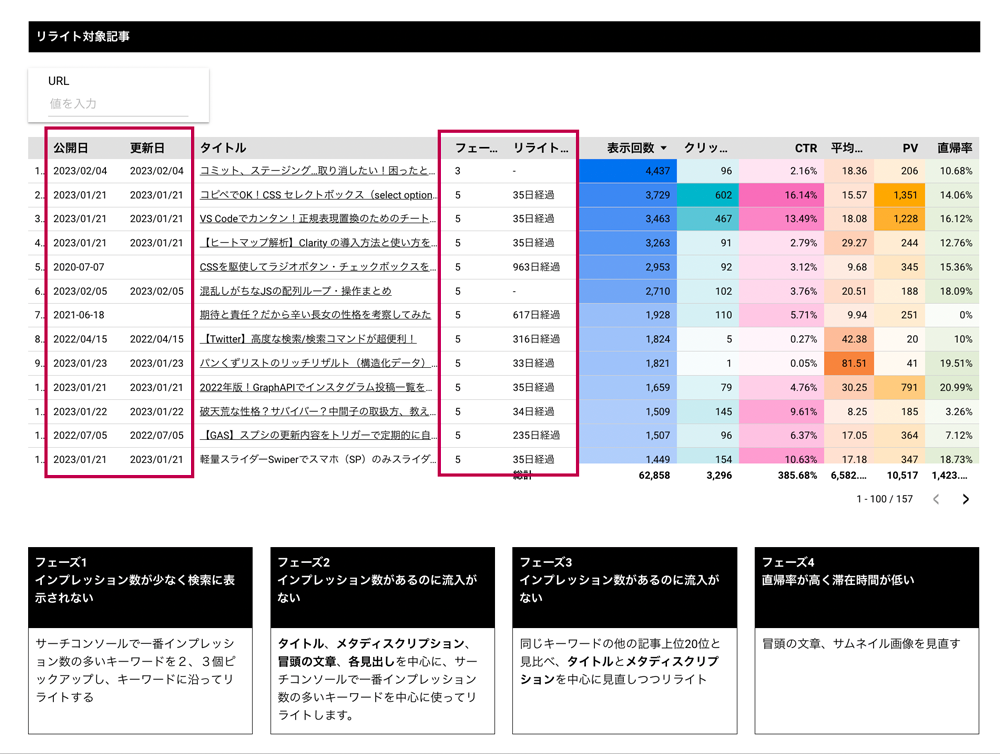 リライト対象記事
URL
値を入力
公開日 更新日 タイトル フェー... リライト... 表示回数 クリッ... CTR 平均... PV 直帰率
1.. 2023/02/04 2023/02/04 コミット、ステージング...取り消したい！困ったと... 3 - 4,437 96 2.16% 18.36 206 10.68%
2.. 2023/01/21 2023/01/21 コピペでOK！CSS セレクトボックス（select option... 5 35日経過 3,729 602 16.14% 15.57 1,351 14.06%
3.. 2023/01/21 2023/01/21 VS Codeでカンタン！正規表現置換のためのチート... 5 35日経過 3,463 467 13.49% 18.08 1,228 16.12%
4.. 2023/01/21 2023/01/21 【ヒートマップ解析】Clarity の導入方法と使い方を... 5 35日経過 3,263 91 2.79% 29.27 244 12.76%
5.. 2020-07-07 CSSを駆使してラジオボタン・チェックボックスを... 5 963日経過 2,953 92 3.12% 9.68 345 15.36%
6.. 2023/02/05 2023/02/05 混乱しがちなJSの配列ループ・操作まとめ 5 - 2,710 102 3.76% 20.51 188 18.09%
7.. 2021-06-18 期待と責任？だから辛い長女の性格を考察してみた 5 617日経過 1,928 110 5.71% 9.94 251 0%
8.. 2022/04/15 2022/04/15 【Twitter】高度な検索/検索コマンドが超便利！ 5 316日経過 1,824 5 0.27% 42.38 20 10%
9.. 2023/01/23 2023/01/23 パンくずリストのリッチリザルト（構造化データ）... 5 33日経過 1,821 1 0.05% 81.51 41 19.51%
1.. 2023/01/21 2023/01/21 2022年版！GraphAPIでインスタグラム投稿一覧を... 5 35日経過 1,659 79 4.76% 30.25 791 20.99%
1.. 2023/01/22 2023/01/22 破天荒な性格？サバイバー？中間子の取扱方、教え... 5 34日経過 1,509 145 9.61% 8.25 185 3.26%
1.. 2022/07/05 2022/07/05 【GAS】スプシの更新内容をトリガーで定期的に自... 5 235日経過 1,507 96 6.37% 17.05 364 7.12%
1.. 2023/01/21 2023/01/21 軽量スライダーSwiperでスマホ（SP）のみスライダ... 5 35日経過 1,449 154 10.63% 17.18 347 18.73%
総計 62,858 3,296 385.68% 6,582.... 10,517 1,423....
1 - 100 / 157
フェーズ1
インプレッション数が少なく検索に表
示されない
サーチコンソールで一番インプレッシ
ョン数の多いキーワードを２、３個ピ
ックアップし、キーワードに沿ってリ
ライトする
フェーズ2
インプレッション数があるのに流入が
ない
タイトル、メタディスクリプション、
冒頭の文章、各見出しを中心に、サー
チコンソールで一番インプレッション
数の多いキーワードを中心に使ってリ
ライトします。
フェーズ3
インプレッション数があるのに流入が
ない
同じキーワードの他の記事上位20位と
見比べ、タイトルとメタディスクリプ
ションを中心に見直しつつリライト
フェーズ4
直帰率が高く滞在時間が低い
冒頭の文章、サムネイル画像を見直す